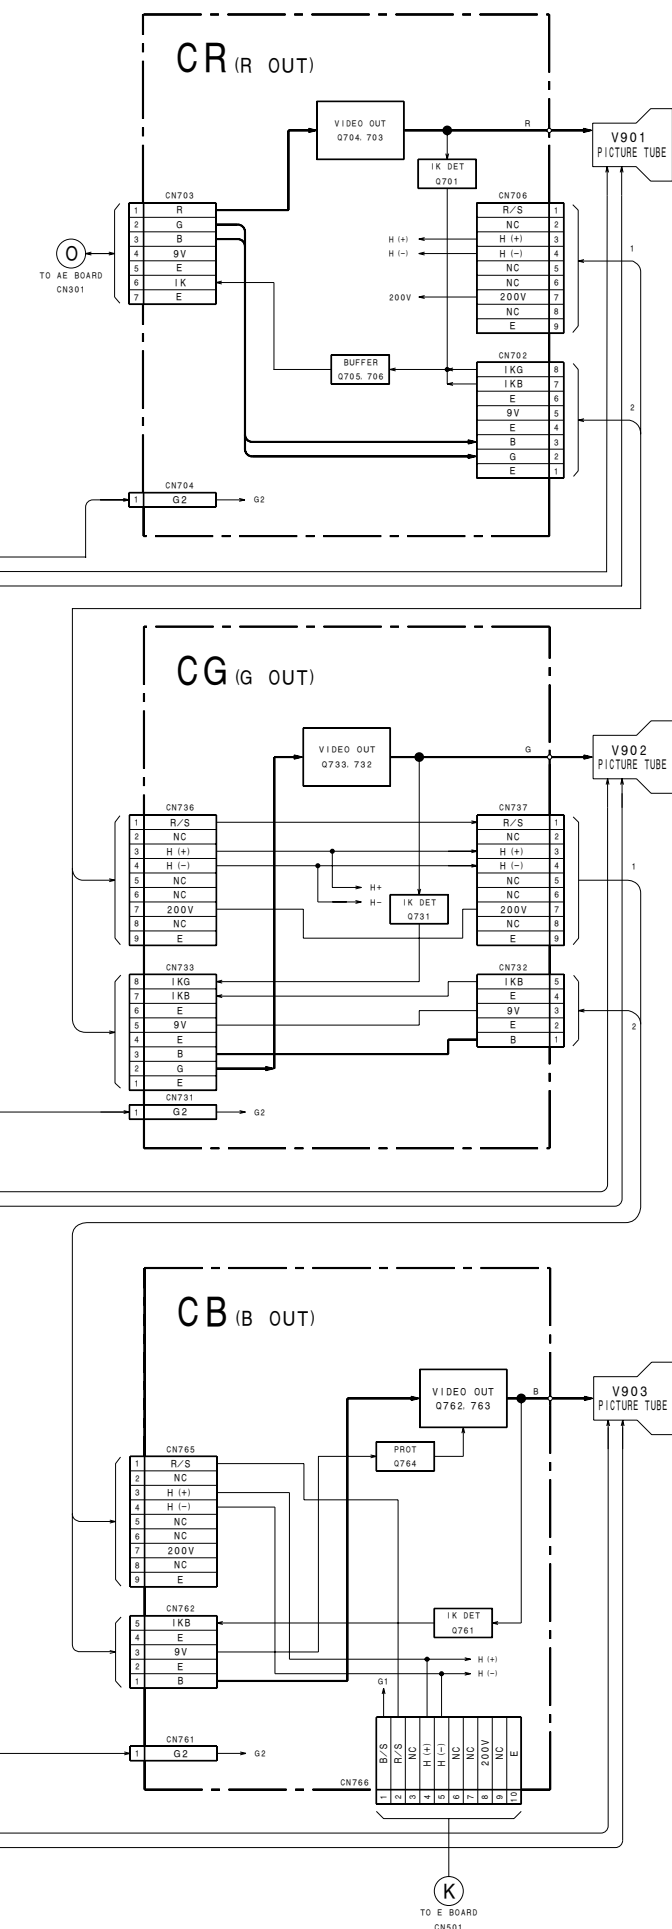 CR (R OUT)
VIDEO OUT
Q704, 703
R
V901
PICTURE TUBE
IK DET
Q701
CN703
1 R
2 G
3 B
4 9V
5 E
6 IK
7 E
O
TO AE BOARD
CN301
CN706
R/S 1
NC 2
H (+) 3
H (-) 4
NC 5
NC 6
200V 7
NC 8
E 9
H (+)
H (-)
200V
1
BUFFER
Q705, 706
CN702
IKG 8
IKB 7
E 6
9V 5
E 4
B 3
G 2
E 1
2
CN704
1 G2
G2
CG (G OUT)
VIDEO OUT
Q733, 732
G
V902
PICTURE TUBE
CN736
1 R/S
2 NC
3 H (+)
4 H (-)
5 NC
6 NC
7 200V
8 NC
9 E
H+
H-
IK DET
Q731
CN737
R/S 1
NC 2
H (+) 3
H (-) 4
NC 5
NC 6
200V 7
NC 8
E 9
1
CN733
8 IKG
7 IKB
6 E
5 9V
4 E
3 B
2 G
1 E
CN732
IKB 5
E 4
9V 3
E 2
B 1
2
CN731
1 G2
G2
CB (B OUT)
VIDEO OUT
Q762, 763
B
V903
PICTURE TUBE
PROT
Q764
CN765
1 R/S
2 NC
3 H (+)
4 H (-)
5 NC
6 NC
7 200V
8 NC
9 E
CN762
5 IKB
4 E
3 9V
2 E
1 B
IK DET
Q761
H (+)
H (-)
G1
CN761
1 G2
G2
CN766
1 B/S
2 R/S
3 NC
4 H (+)
5 H (-)
6 NC
7 NC
8 200V
9 NC
10 E
K
TO E BOARD
CN501